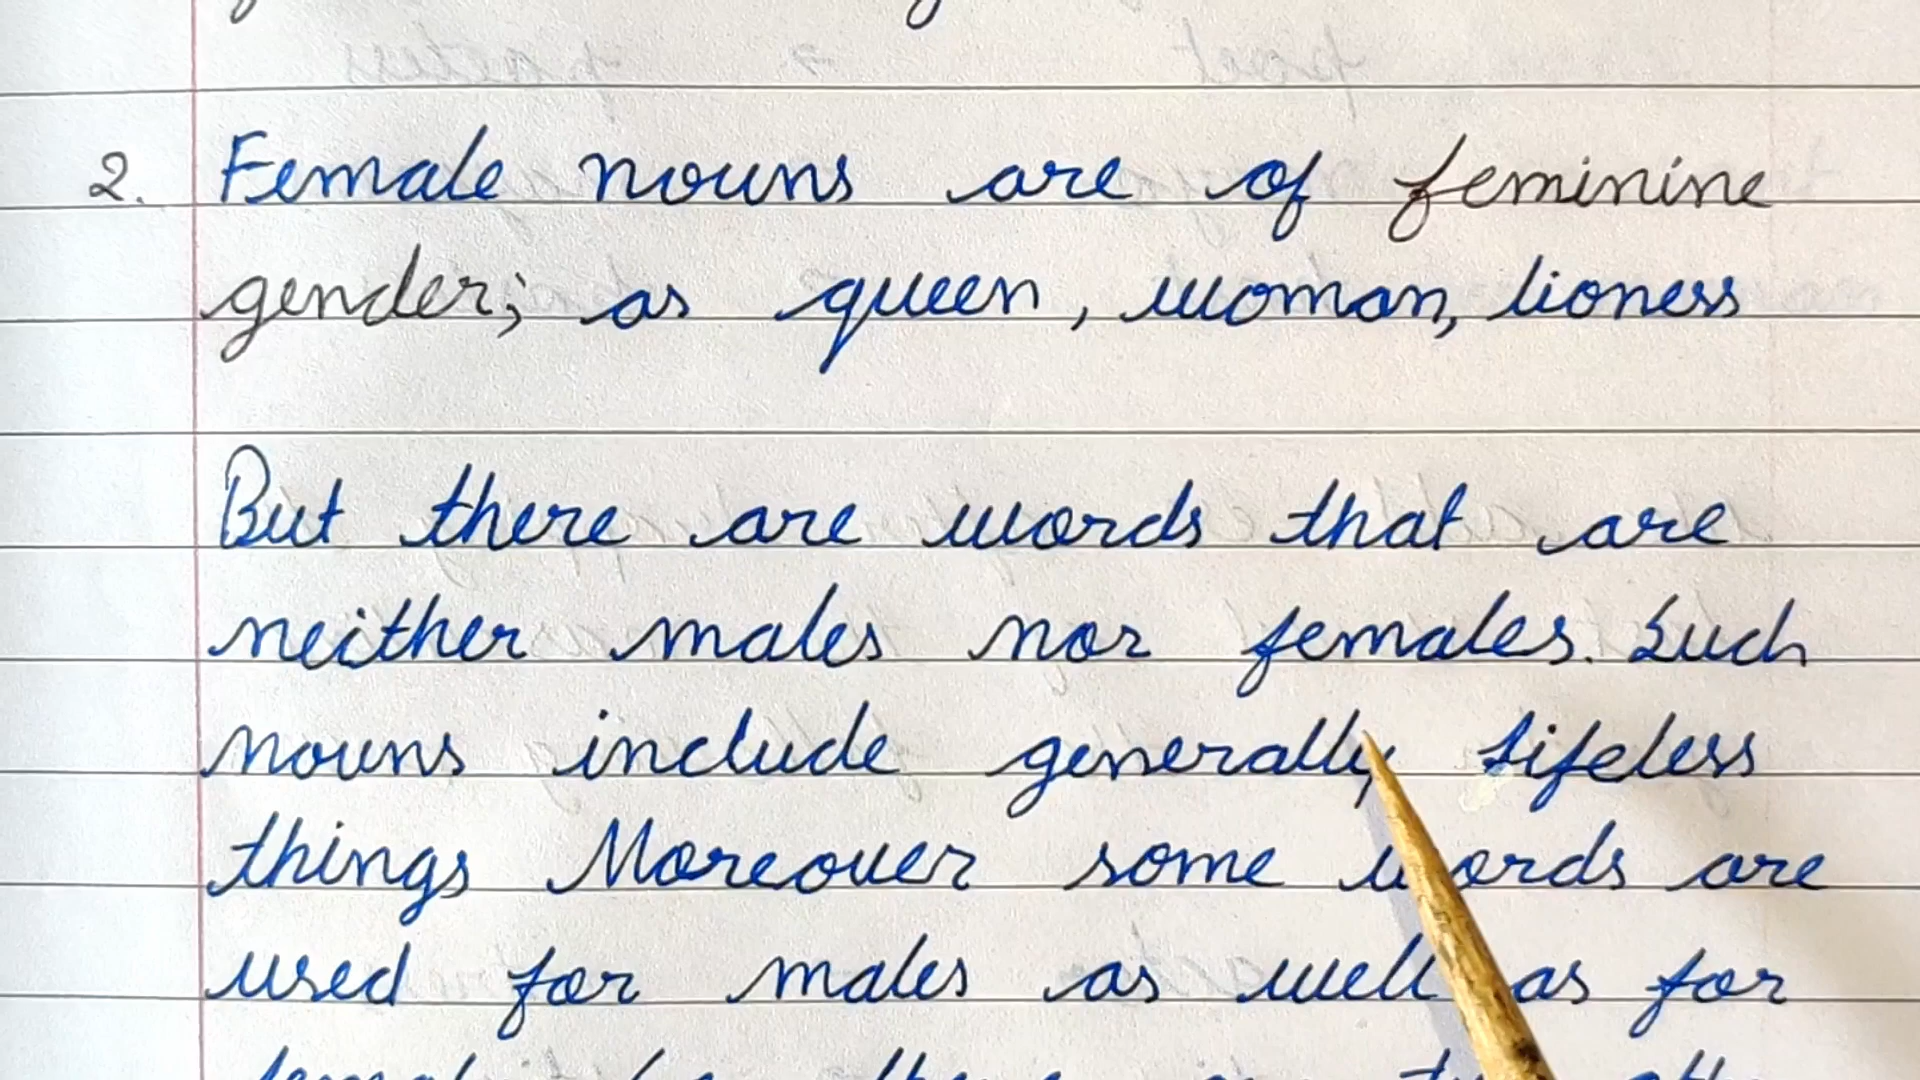 2. Female nouns are of feminine
gender; as queen, woman, lioness
But there are words that are
neither males nor females. Such
nouns include generally lifeless
things Moreover some words are
used for males as well as for